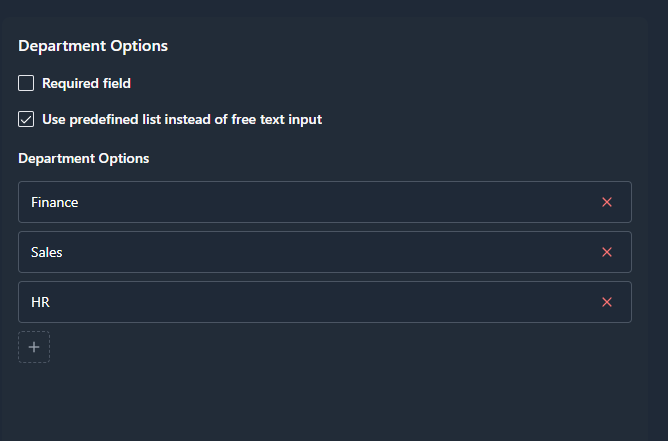 Department Options
Required field
Use predefined list instead of free text input
Department Options
Finance
Sales
HR